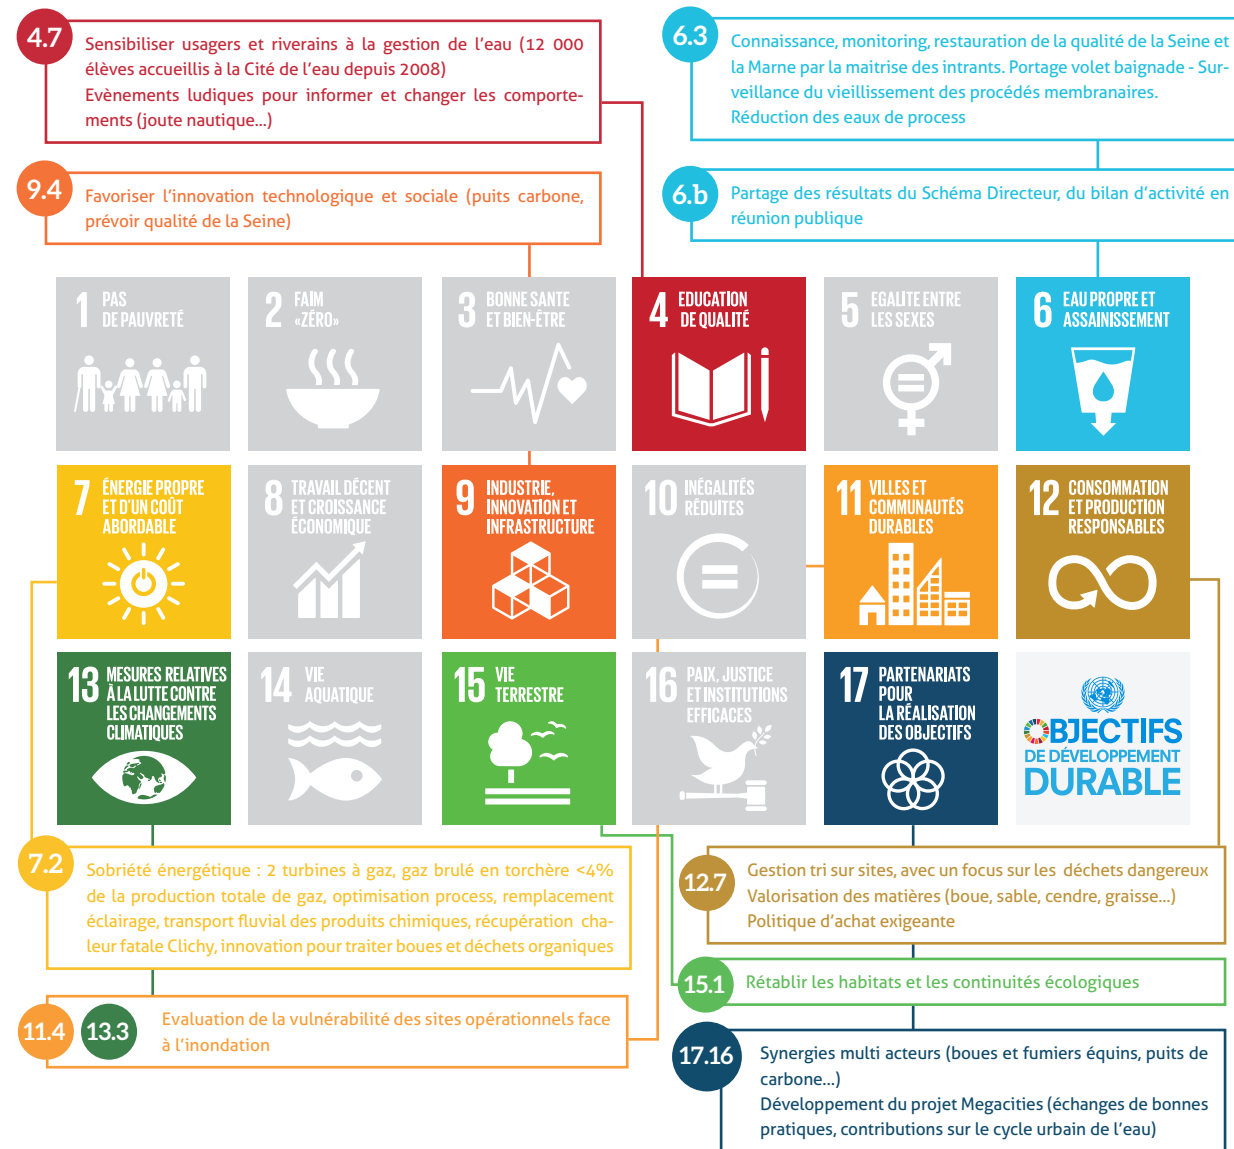 4.7
Sensibiliser usagers et riverains à la gestion de l'eau (12 000
élèves accueillis à la Cité de l'eau depuis 2008)
Evènements ludiques pour informer et changer les comporte-
ments (joute nautique...)
6.3
Connaissance, monitoring, restauration de la qualité de la Seine et
la Marne par la maitrise des intrants. Portage volet baignade - Sur-
veillance du vieillissement des procédés membranaires.
Réduction des eaux de process
9.4
Favoriser l'innovation technologique et sociale (puits carbone,
prévoir qualité de la Seine)
6.b
Partage des résultats du Schéma Directeur, du bilan d'activité en
réunion publique
1 PAS
DE PAUVRETÉ
2 FAIM
«ZÉRO»
3 BONNE SANTE
ET BIEN-ÊTRE
4 EDUCATION
DE QUALITÉ
5 EGALITE ENTRE
LES SEXES
6 EAU PROPRE ET
ASSAINISSEMENT
7 ÉNERGIE PROPRE
ET D'UN COÛT
ABORDABLE
8 TRAVAIL DÉCENT
ET CROISSANCE
ÉCONOMIQUE
9 INDUSTRIE,
INNOVATION ET
INFRASTRUCTURE
10 INÉGALITÉS
RÉDUITES
11 VILLES ET
COMMUNAUTÉS
DURABLES
12 CONSOMMATION
ET PRODUCTION
RESPONSABLES
13 MESURES RELATIVES
À LA LUTTE CONTRE
LES CHANGEMENTS
CLIMATIQUES
14 VIE
AQUATIQUE
15 VIE
TERRESTRE
16 PAIX, JUSTICE
ET INSTITUTIONS
EFFICACES
17 PARTENARIATS
POUR
LA RÉALISATION
DES OBJECTIFS
OBJECTIFS
DE DÉVELOPPEMENT
DURABLE
7.2
Sobriété énergétique : 2 turbines à gaz, gaz brulé en torchère <4%
de la production totale de gaz, optimisation process, remplacement
éclairage, transport fluvial des produits chimiques, récupération cha-
leur fatale Clichy, innovation pour traiter boues et déchets organiques
12.7
Gestion tri sur sites, avec un focus sur les déchets dangereux
Valorisation des matières (boue, sable, cendre, graisse...)
Politique d'achat exigeante
15.1
Rétablir les habitats et les continuités écologiques
11.4 13.3
Evaluation de la vulnérabilité des sites opérationnels face
à l'inondation
17.16
Synergies multi acteurs (boues et fumiers équins, puits de
carbone...)
Développement du projet Megacities (échanges de bonnes
pratiques, contributions sur le cycle urbain de l'eau)